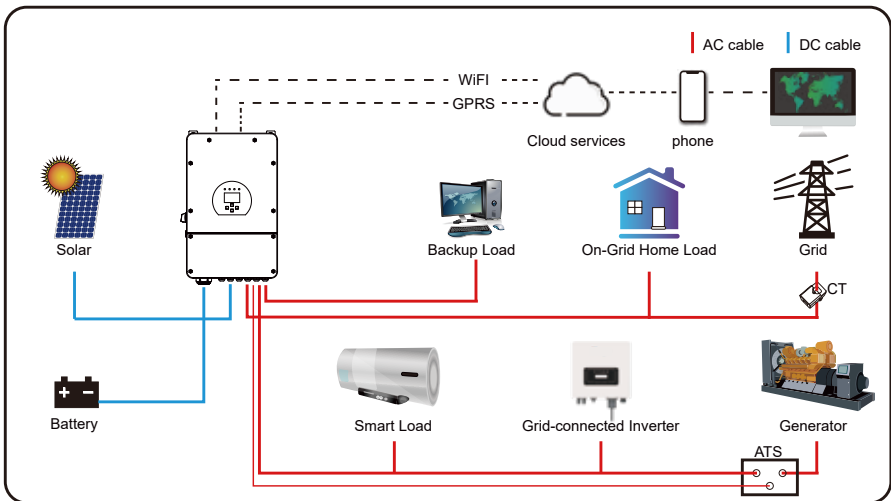 AC cable
DC cable
WiFI
GPRS
Cloud services
phone
Solar
Backup Load
On-Grid Home Load
Grid
CT
Battery
Smart Load
Grid-connected Inverter
Generator
ATS